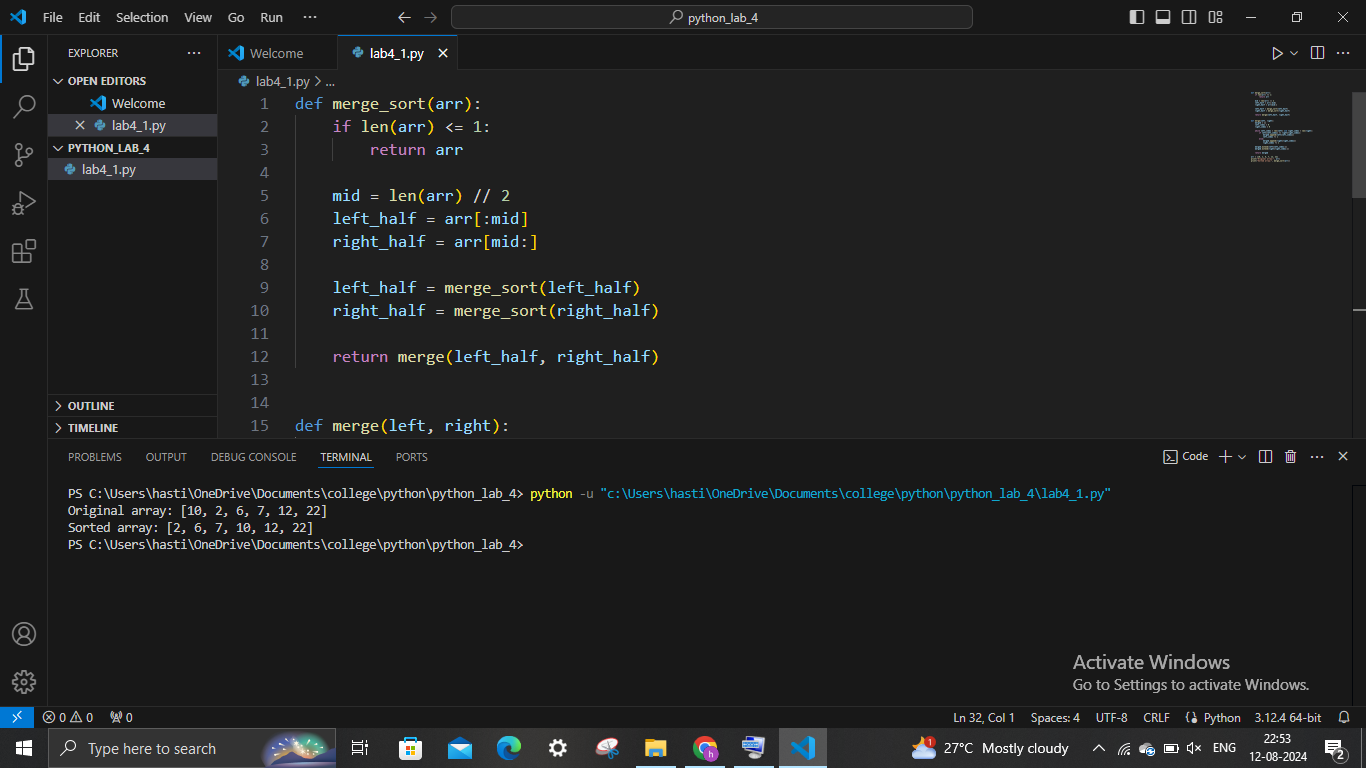 File Edit Selection View Go Run ···
python_lab_4
EXPLORER ···
OPEN EDITORS
Welcome
lab4_1.py
PYTHON_LAB_4
lab4_1.py
OUTLINE
TIMELINE
Welcome lab4_1.py
lab4_1.py > ...
1 def merge_sort(arr):
2     if len(arr) <= 1:
3         return arr
4
5     mid = len(arr) // 2
6     left_half = arr[:mid]
7     right_half = arr[mid:]
8
9     left_half = merge_sort(left_half)
10     right_half = merge_sort(right_half)
11
12     return merge(left_half, right_half)
13
14
15 def merge(left, right):
PROBLEMS OUTPUT DEBUG CONSOLE TERMINAL PORTS Code
PS C:\Users\hasti\OneDrive\Documents\college\python\python_lab_4> python -u "c:\Users\hasti\OneDrive\Documents\college\python\python_lab_4\lab4_1.py"
Original array: [10, 2, 6, 7, 12, 22]
Sorted array: [2, 6, 7, 10, 12, 22]
PS C:\Users\hasti\OneDrive\Documents\college\python\python_lab_4>
Activate Windows
Go to Settings to activate Windows.
0 0 0 Ln 32, Col 1 Spaces: 4 UTF-8 CRLF Python 3.12.4 64-bit
Type here to search 1 h 27°C Mostly cloudy ENG 22:53
12-08-2024 2